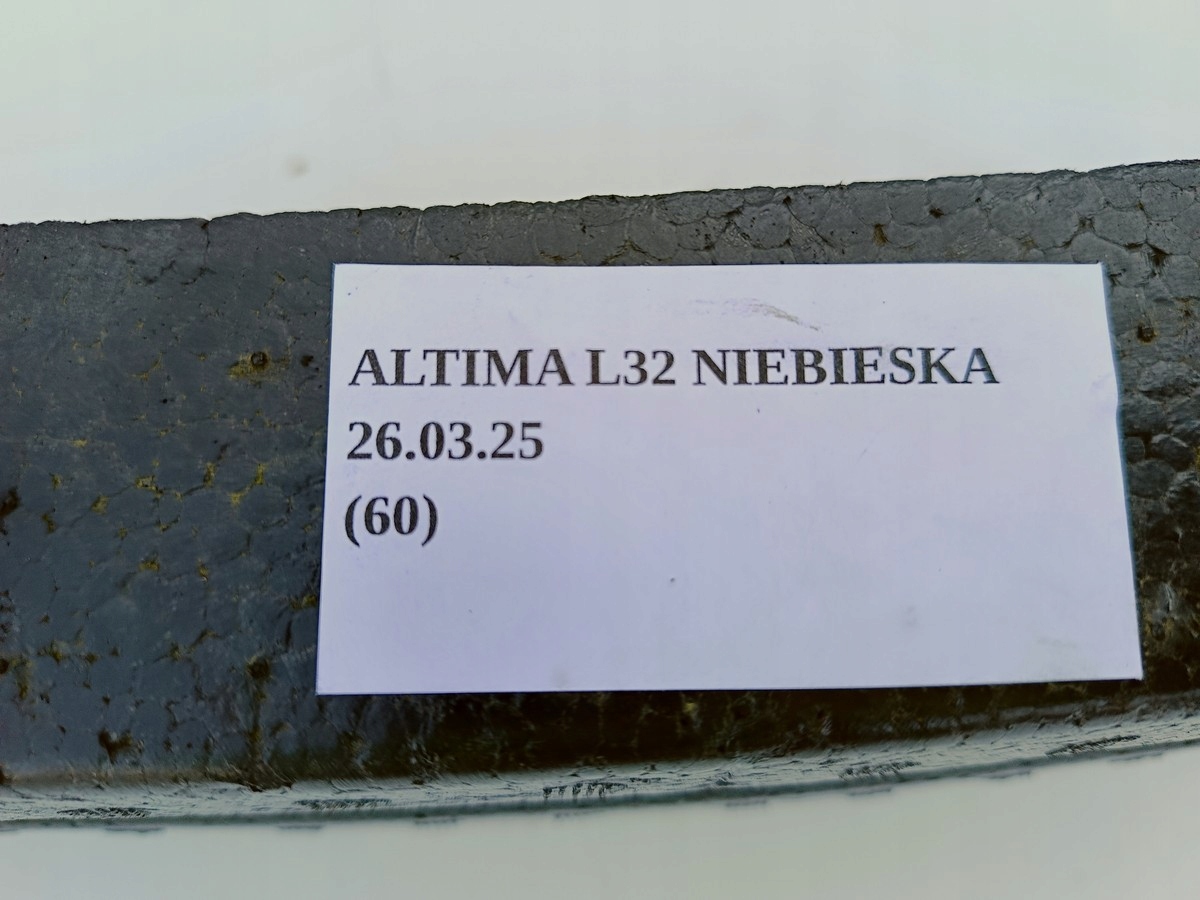 ALTIMA L32 NIEBIESKA
26.03.25
(60)